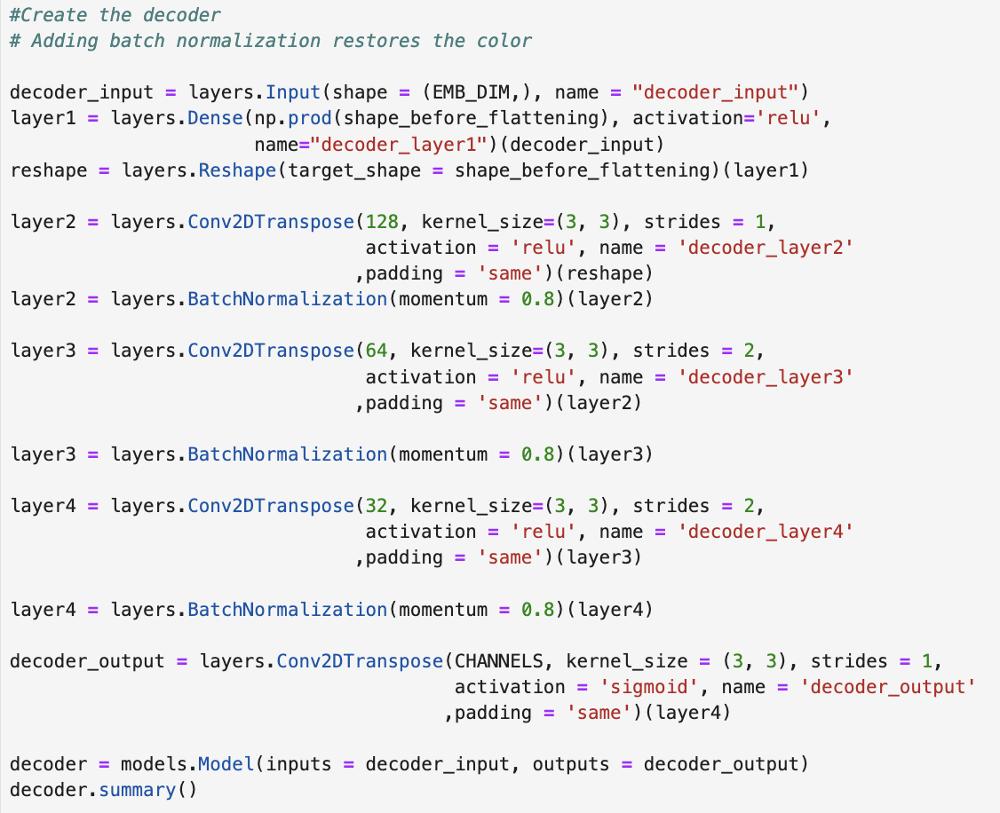 #Create the decoder
# Adding batch normalization restores the color

decoder_input = layers.Input(shape = (EMB_DIM,), name = "decoder_input")
layer1 = layers.Dense(np.prod(shape_before_flattening), activation='relu',
                      name="decoder_layer1")(decoder_input)
reshape = layers.Reshape(target_shape = shape_before_flattening)(layer1)

layer2 = layers.Conv2DTranspose(128, kernel_size=(3, 3), strides = 1,
                                activation = 'relu', name = 'decoder_layer2'
                               ,padding = 'same')(reshape)
layer2 = layers.BatchNormalization(momentum = 0.8)(layer2)

layer3 = layers.Conv2DTranspose(64, kernel_size=(3, 3), strides = 2,
                                activation = 'relu', name = 'decoder_layer3'
                               ,padding = 'same')(layer2)

layer3 = layers.BatchNormalization(momentum = 0.8)(layer3)

layer4 = layers.Conv2DTranspose(32, kernel_size=(3, 3), strides = 2,
                                activation = 'relu', name = 'decoder_layer4'
                               ,padding = 'same')(layer3)

layer4 = layers.BatchNormalization(momentum = 0.8)(layer4)

decoder_output = layers.Conv2DTranspose(CHANNELS, kernel_size = (3, 3), strides = 1,
                                        activation = 'sigmoid', name = 'decoder_output'
                                       ,padding = 'same')(layer4)

decoder = models.Model(inputs = decoder_input, outputs = decoder_output)
decoder.summary()